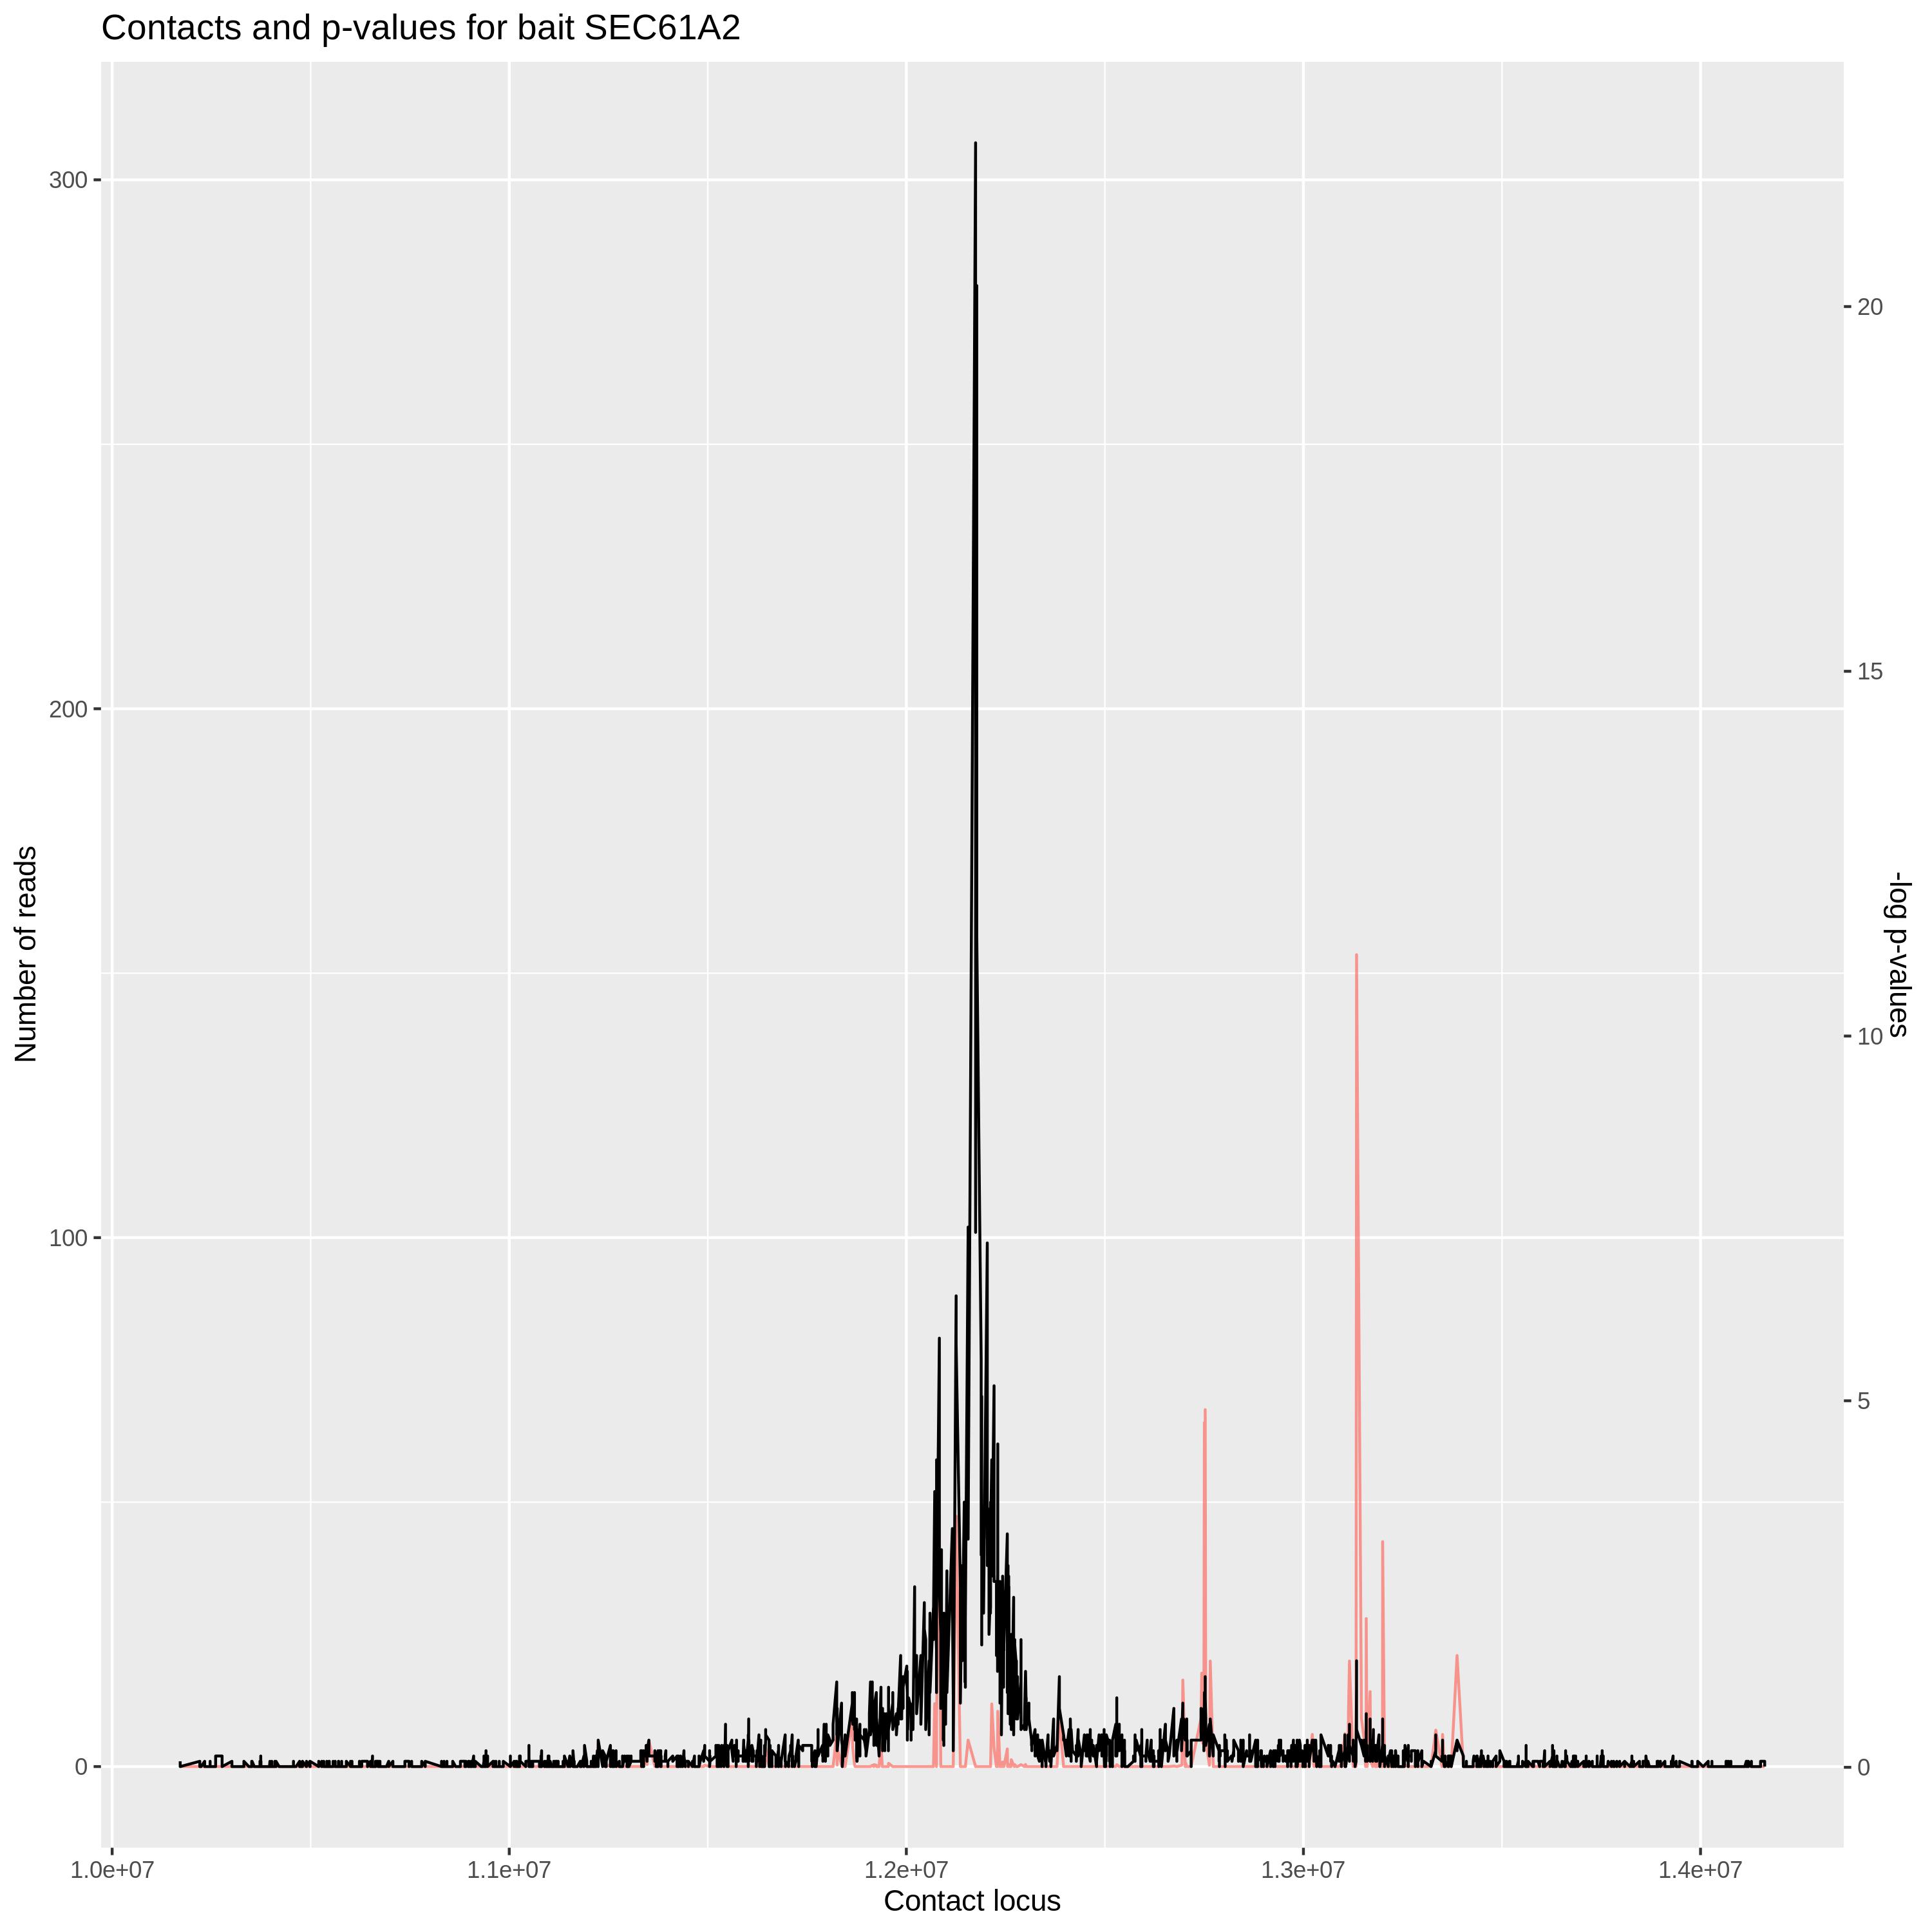 Contacts and p-values for bait SEC61A2
300
200
100
0
Number of reads
20
15
10
5
0
-log p-values
1.0e+07 1.1e+07 1.2e+07 1.3e+07 1.4e+07
Contact locus